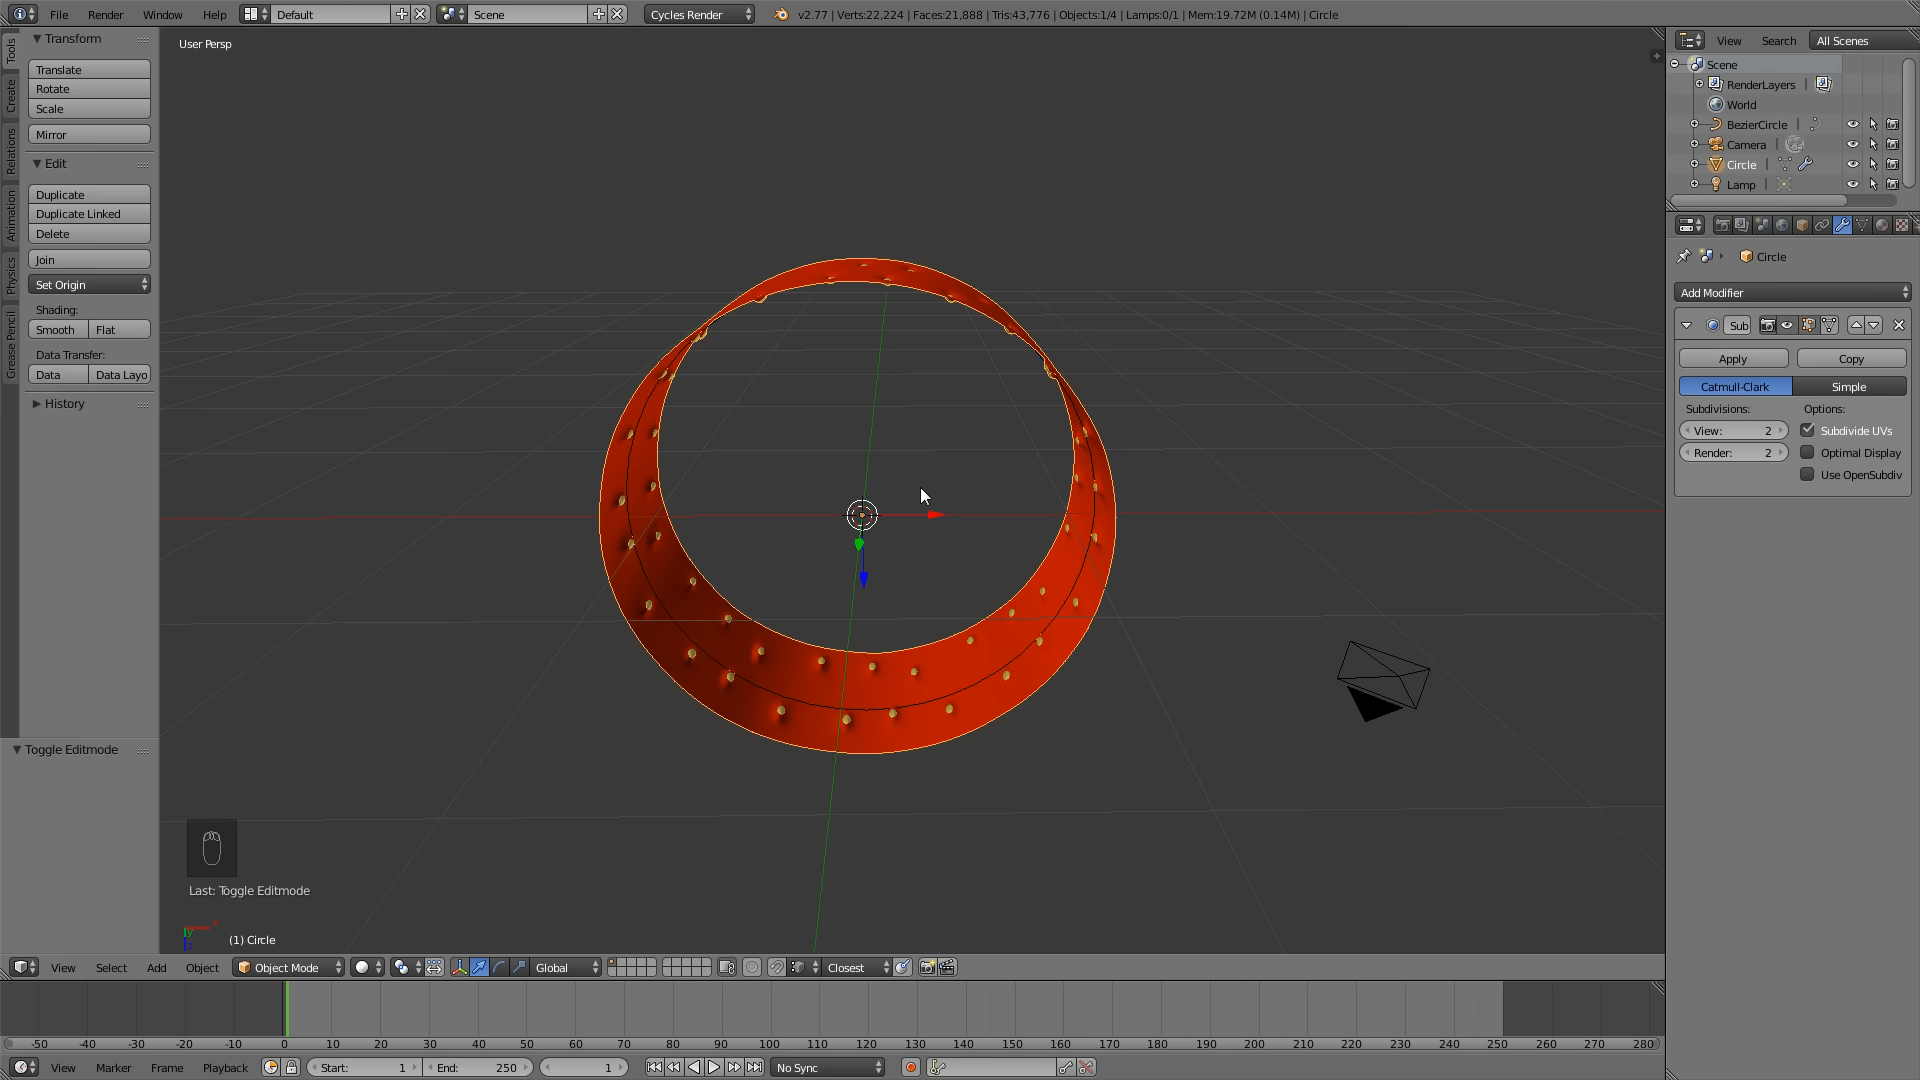 File Render Window Help Default Scene Cycles Render v2.77 | Verts:22,224 | Faces:21,888 | Tris:43,776 | Objects:1/4 | Lamps:0/1 | Mem:19.72M (0.14M) | Circle
Tools
Create
Relations
Animation
Physics
Grease Pencil
Transform
Translate
Rotate
Scale
Mirror
Edit
Duplicate
Duplicate Linked
Delete
Join
Set Origin
Shading:
Smooth Flat
Data Transfer:
Data Data Layo
History
Toggle Editmode
User Persp
Last: Toggle Editmode
x
y
z
(1) Circle
View Search All Scenes
Scene
RenderLayers |
World
BezierCircle |
Camera |
Circle |
Lamp |
Circle
Add Modifier
Sub
Apply Copy
Catmull-Clark Simple
Subdivisions: Options:
View: 2 Subdivide UVs
Render: 2 Optimal Display
Use OpenSubdiv
View Select Add Object Object Mode Global Closest
-50 -40 -30 -20 -10 0 10 20 30 40 50 60 70 80 90 100 110 120 130 140 150 160 170 180 190 200 210 220 230 240 250 260 270 280
View Marker Frame Playback Start: 1 End: 250 1 No Sync